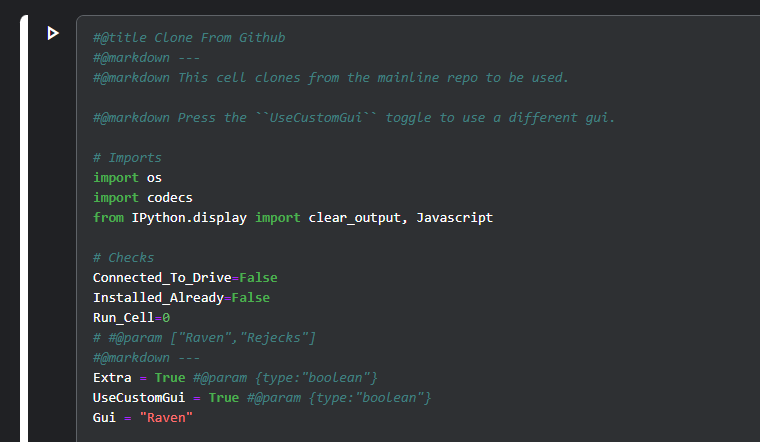 #@title Clone From Github
#@markdown ---
#@markdown This cell clones from the mainline repo to be used.
#@markdown Press the ``UseCustomGui`` toggle to use a different gui.
# Imports
import os
import codecs
from IPython.display import clear_output, Javascript
# Checks
Connected_To_Drive=False
Installed_Already=False
Run_Cell=0
# #@param ["Raven","Rejecks"]
#@markdown ---
Extra = True #@param {type:"boolean"}
UseCustomGui = True #@param {type:"boolean"}
Gui = "Raven"